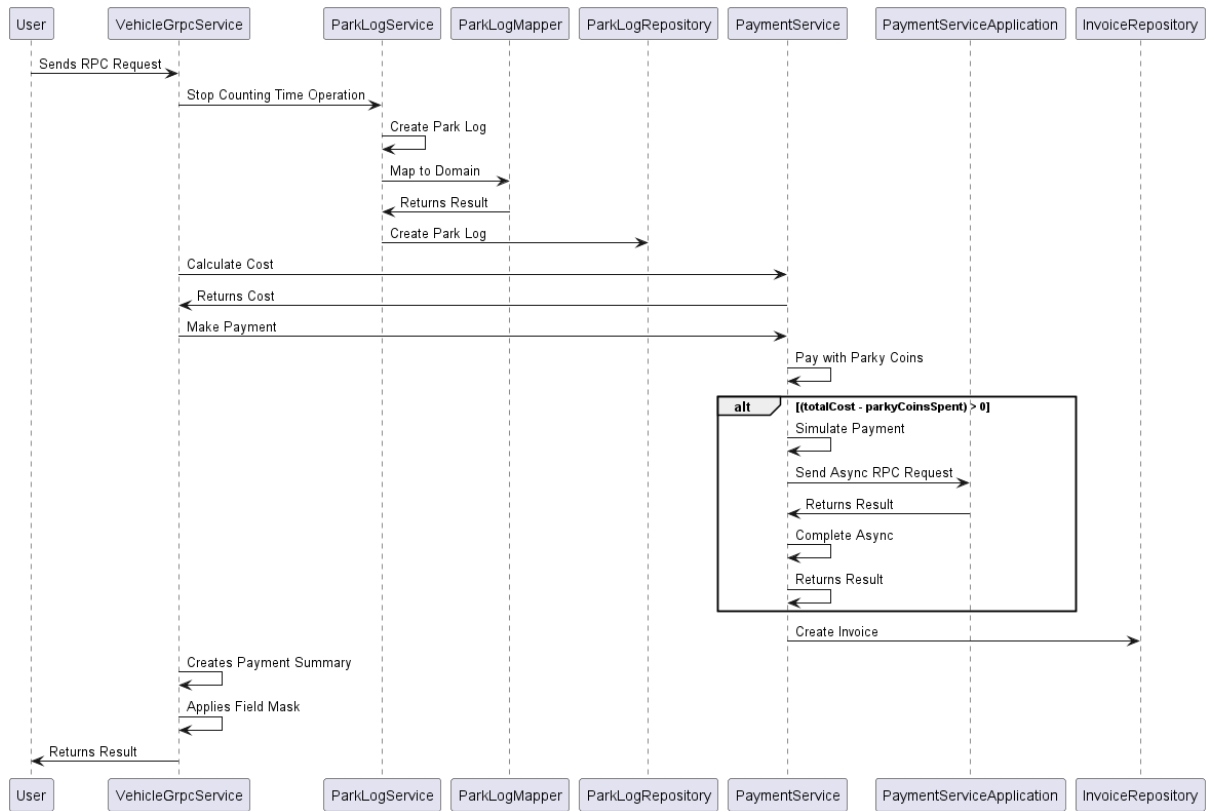 User VehicleGrpcService ParkLogService ParkLogMapper ParkLogRepository PaymentService PaymentServiceApplication InvoiceRepository
Sends RPC Request
Stop Counting Time Operation
Create Park Log
Map to Domain
Returns Result
Create Park Log
Calculate Cost
Returns Cost
Make Payment
Pay with Parky Coins
alt [(totalCost - parkyCoinsSpent) > 0]
Simulate Payment
Send Async RPC Request
Returns Result
Complete Async
Returns Result
Create Invoice
Creates Payment Summary
Applies Field Mask
Returns Result
User VehicleGrpcService ParkLogService ParkLogMapper ParkLogRepository PaymentService PaymentServiceApplication InvoiceRepository